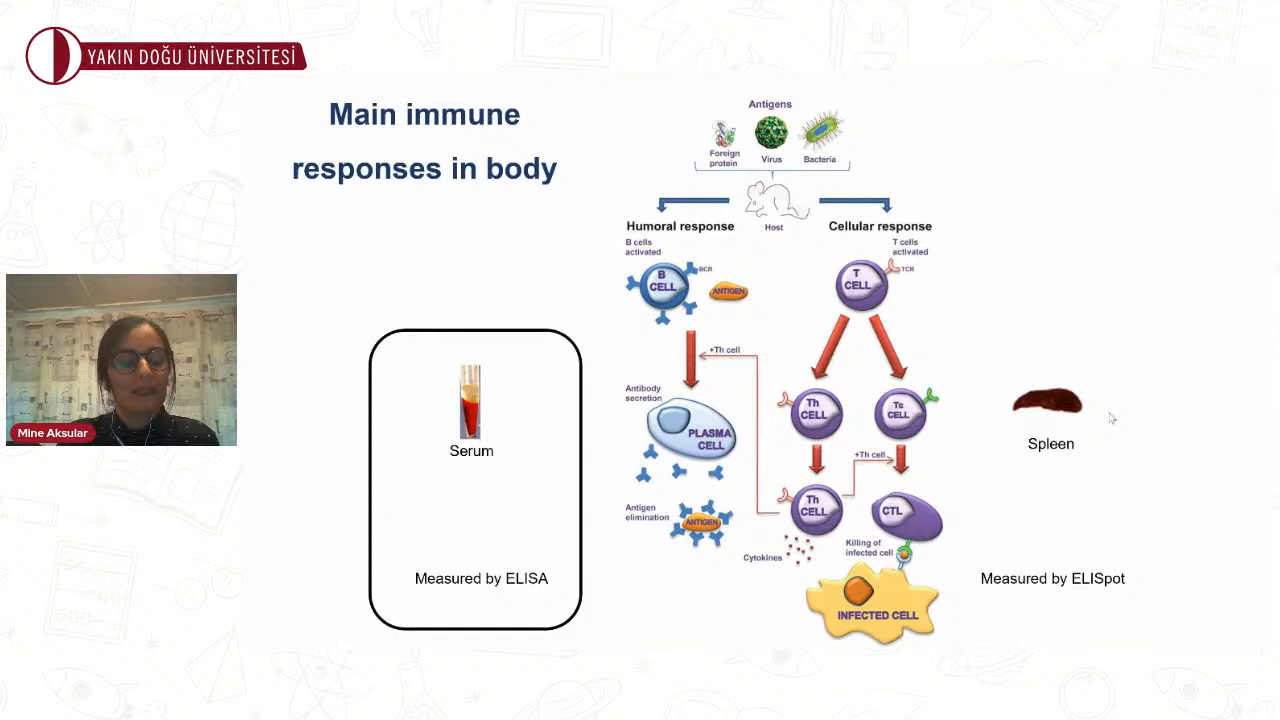 YAKIN DOĞU ÜNİVERSİTESİ
Main immune
responses in body
Antigens
Foreign
protein
Virus
Bacteria
Host
Humoral response
Cellular response
B cells
activated
T cells
activated
BCR
TCR
B
CELL
ANTIGEN
T
CELL
+Th cell
Antibody
secretion
PLASMA
CELL
Th
CELL
Tc
CELL
+Th cell
Antigen
elimination
ANTIGEN
Th
CELL
CTL
Cytokines
Killing of
infected cell
INFECTED CELL
Serum
Measured by ELISA
Spleen
Measured by ELISpot
Mine Aksular